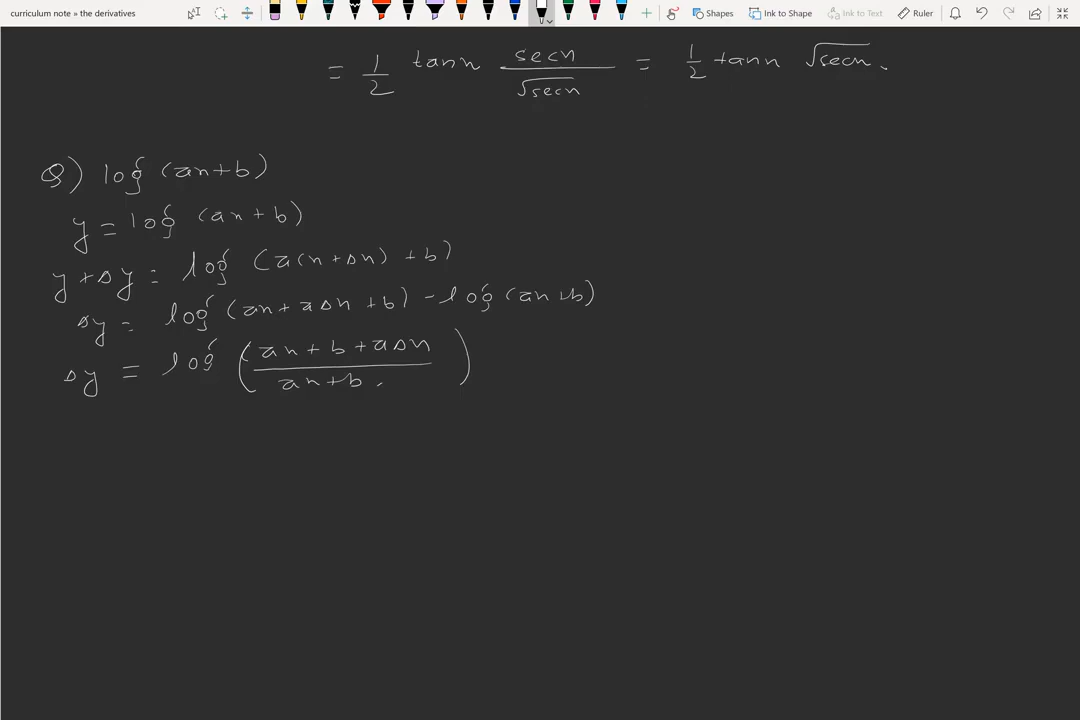 curriculum note » the derivatives
Shapes Ink to Shape Ink to Text Ruler
= 1/2 tanx secx/√secx = 1/2 tanx √secx.
Q) log (ax+b)
y = log (ax+b)
y+Δy = log (a(x+Δx) +b)
Δy = log (ax+aΔx+b) - log (ax+b)
Δy = log ((ax+b+aΔx)/(ax+b.))